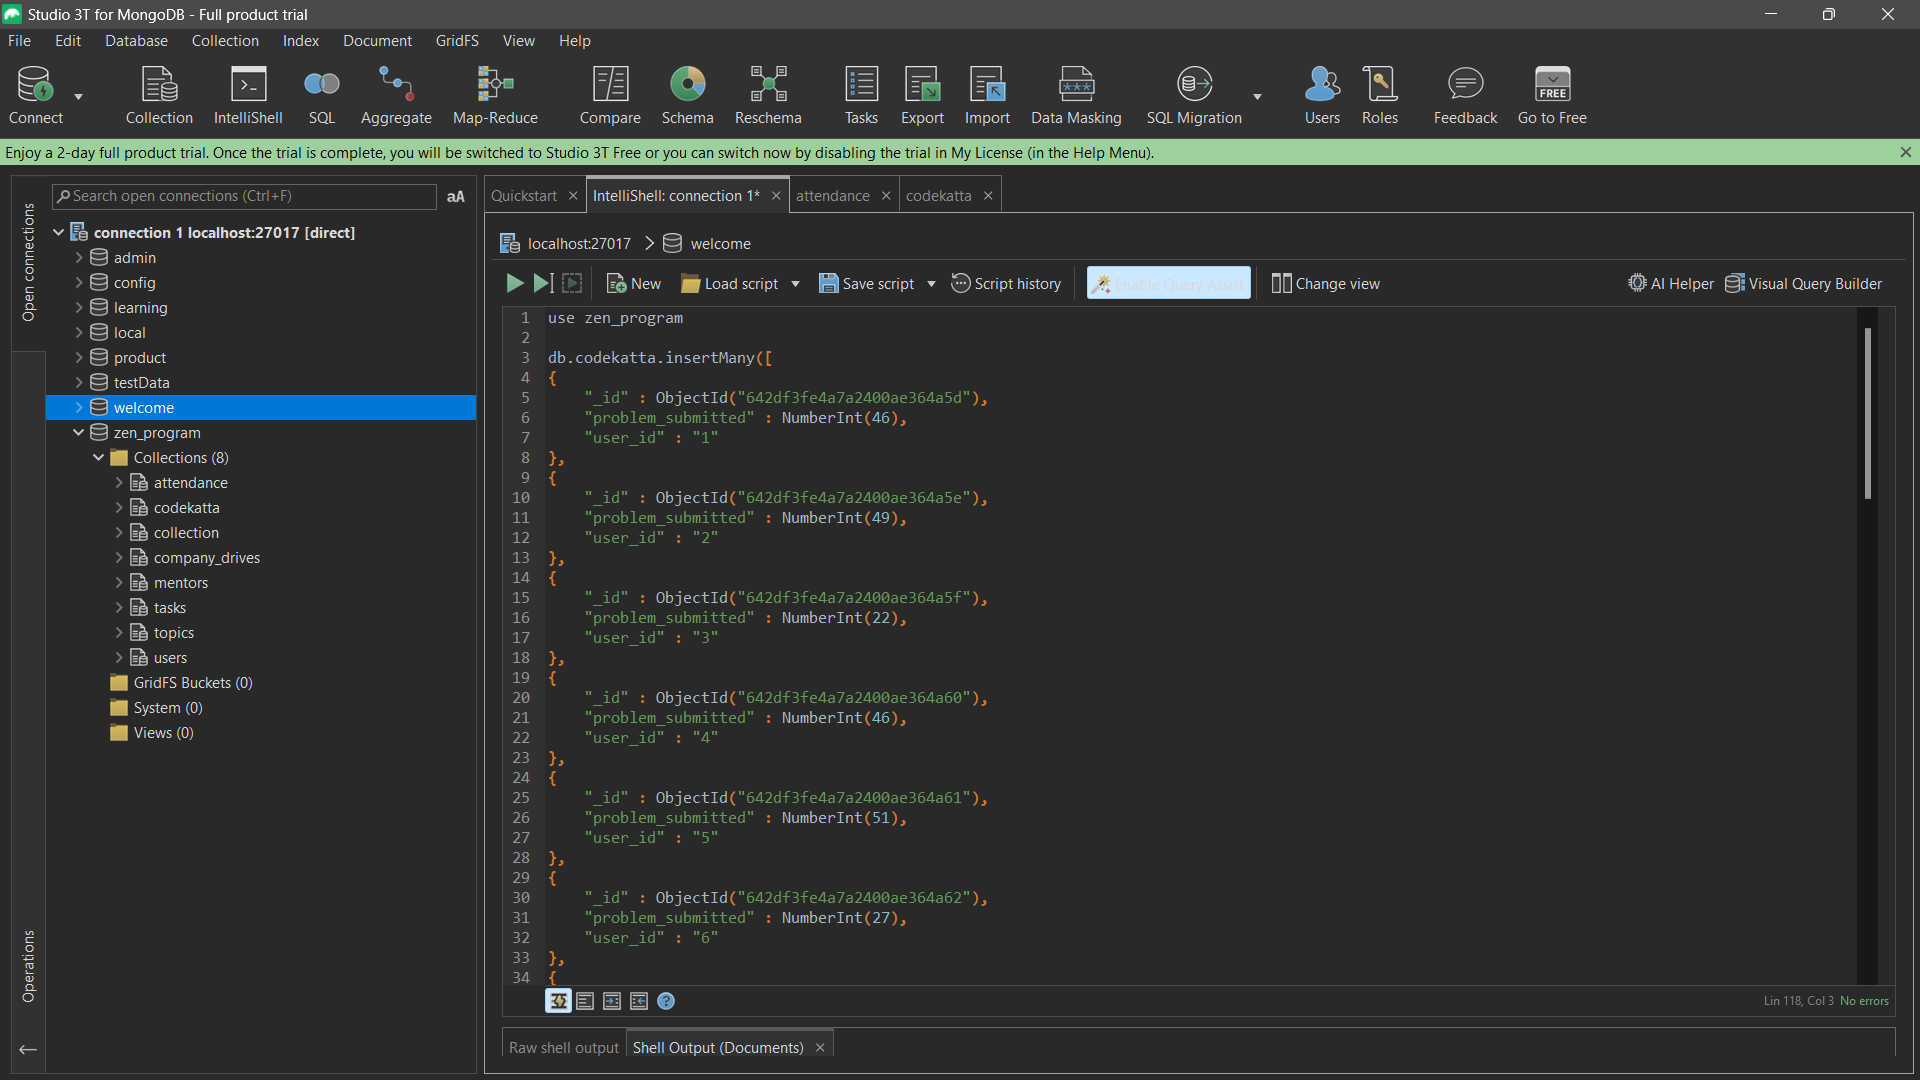 Studio 3T for MongoDB - Full product trial
File Edit Database Collection Index Document GridFS View Help
Connect Collection IntelliShell SQL Aggregate Map-Reduce Compare Schema Reschema Tasks Export Import Data Masking SQL Migration Users Roles Feedback FREE Go to Free
Enjoy a 2-day full product trial. Once the trial is complete, you will be switched to Studio 3T Free or you can switch now by disabling the trial in My License (in the Help Menu).
Open connections
Operations
Search open connections (Ctrl+F) aA
connection 1 localhost:27017 [direct]
admin
config
learning
local
product
testData
welcome
zen_program
Collections (8)
attendance
codekatta
collection
company_drives
mentors
tasks
topics
users
GridFS Buckets (0)
System (0)
Views (0)
Quickstart IntelliShell: connection 1* attendance codekatta
localhost:27017 welcome
New Load script Save script Script history Enable Query Assist Change view AI Helper Visual Query Builder
1 use zen_program
2
3 db.codekatta.insertMany([
4 {
5 "_id" : ObjectId("642df3fe4a7a2400ae364a5d"),
6 "problem_submitted" : NumberInt(46),
7 "user_id" : "1"
8 },
9 {
10 "_id" : ObjectId("642df3fe4a7a2400ae364a5e"),
11 "problem_submitted" : NumberInt(49),
12 "user_id" : "2"
13 },
14 {
15 "_id" : ObjectId("642df3fe4a7a2400ae364a5f"),
16 "problem_submitted" : NumberInt(22),
17 "user_id" : "3"
18 },
19 {
20 "_id" : ObjectId("642df3fe4a7a2400ae364a60"),
21 "problem_submitted" : NumberInt(46),
22 "user_id" : "4"
23 },
24 {
25 "_id" : ObjectId("642df3fe4a7a2400ae364a61"),
26 "problem_submitted" : NumberInt(51),
27 "user_id" : "5"
28 },
29 {
30 "_id" : ObjectId("642df3fe4a7a2400ae364a62"),
31 "problem_submitted" : NumberInt(27),
32 "user_id" : "6"
33 },
34 {
Lin 118, Col 3 No errors
Raw shell output Shell Output (Documents)